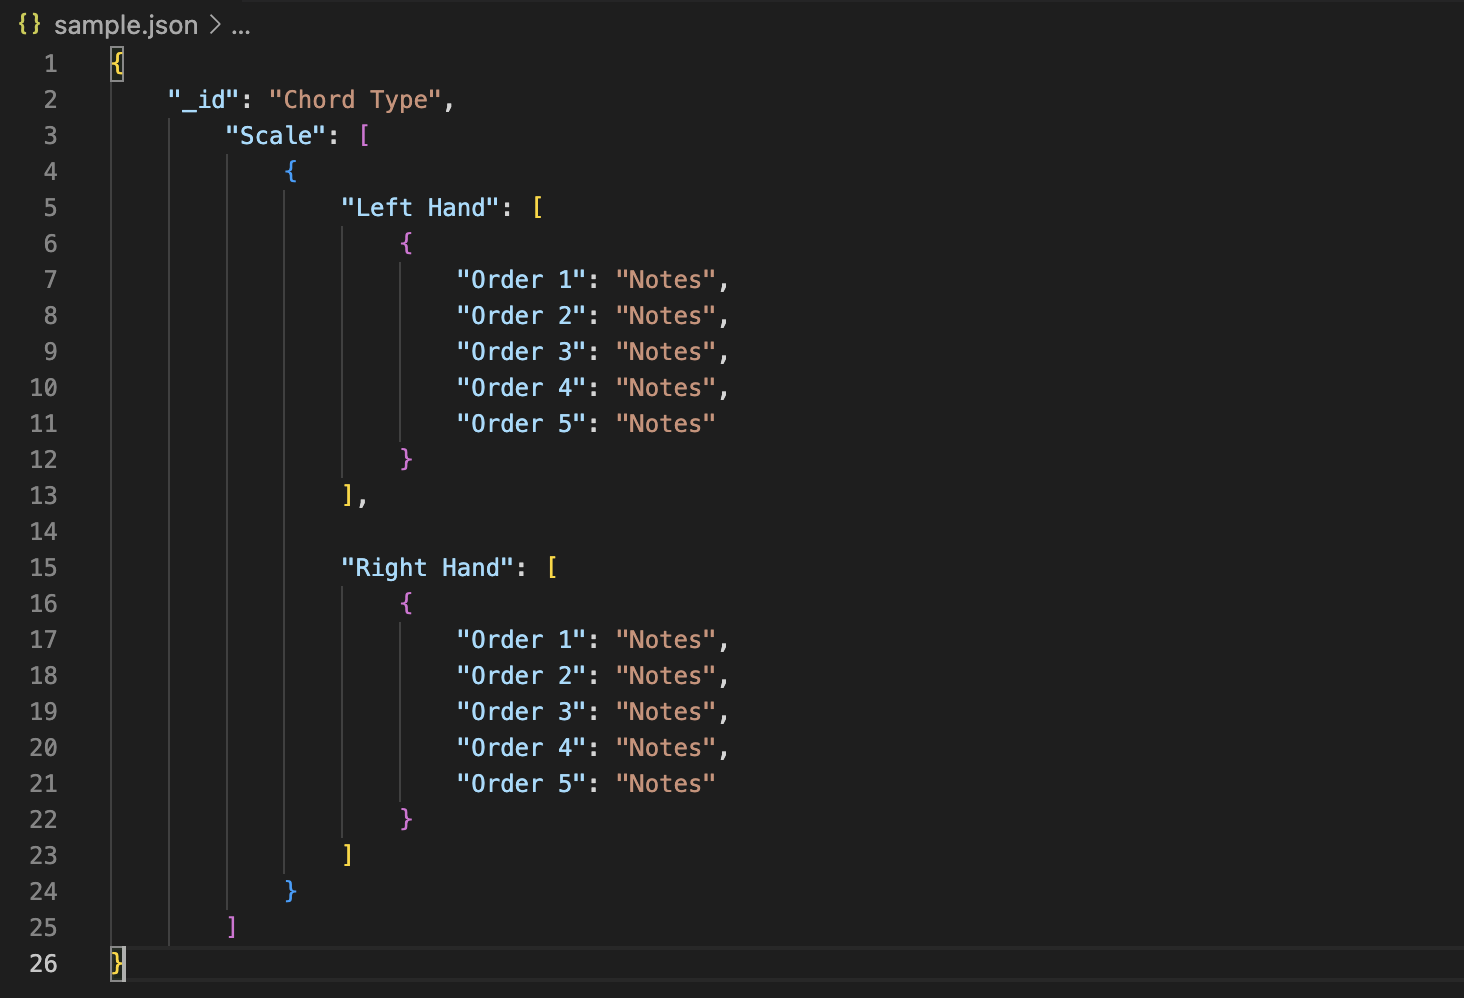 {} sample.json > ...
1 {
2 "_id": "Chord Type",
3 "Scale": [
4 {
5 "Left Hand": [
6 {
7 "Order 1": "Notes",
8 "Order 2": "Notes",
9 "Order 3": "Notes",
10 "Order 4": "Notes",
11 "Order 5": "Notes"
12 }
13 ],
14
15 "Right Hand": [
16 {
17 "Order 1": "Notes",
18 "Order 2": "Notes",
19 "Order 3": "Notes",
20 "Order 4": "Notes",
21 "Order 5": "Notes"
22 }
23 ]
24 }
25 ]
26 }